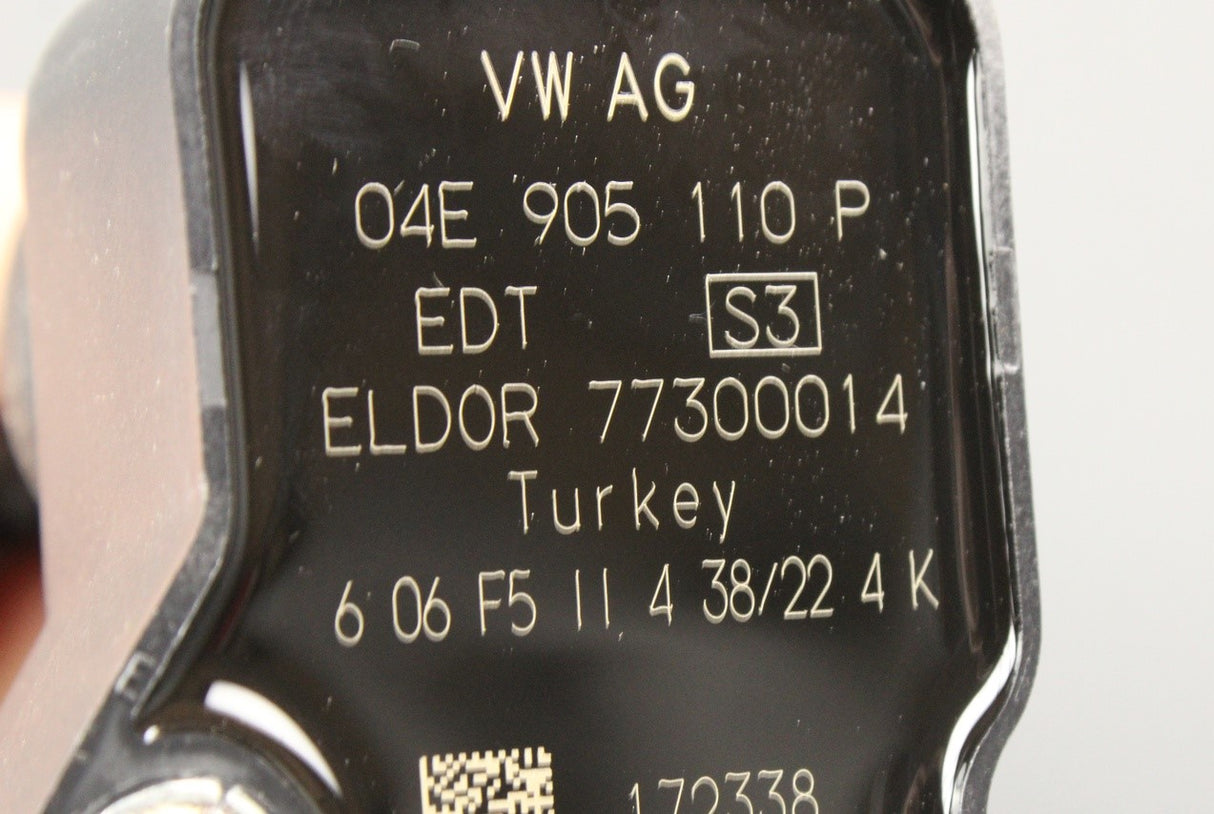 VW AG
04E 905 110 P
EDT S3
ELDOR 77300014
Turkey
6 06 F5 11 4 38/22 4 K
172338